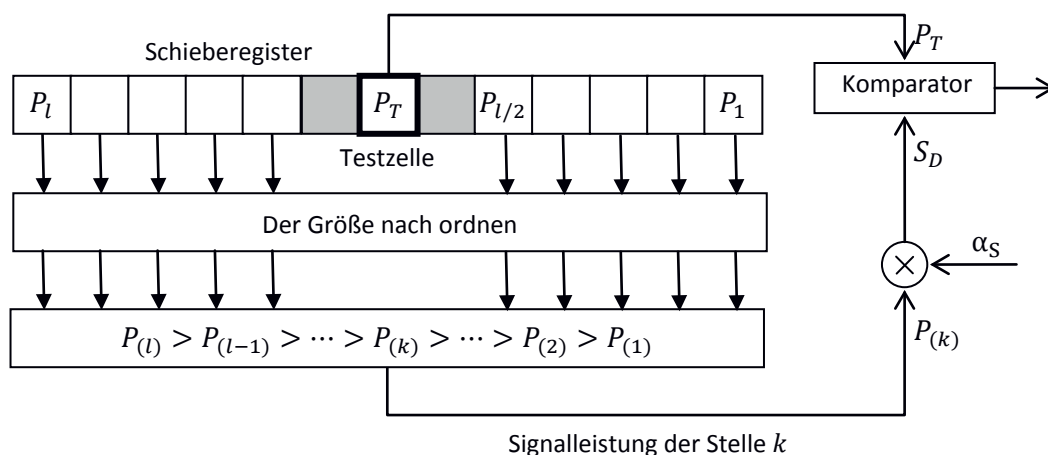 Schieberegister
P_T
P_l P_T P_{l/2} P_1
Komparator
Testzelle
S_D
Der Größe nach ordnen
α_S
×
P_{(l)} > P_{(l−1)} > ⋯ > P_{(k)} > ⋯ > P_{(2)} > P_{(1)}
P_{(k)}
Signalleistung der Stelle k